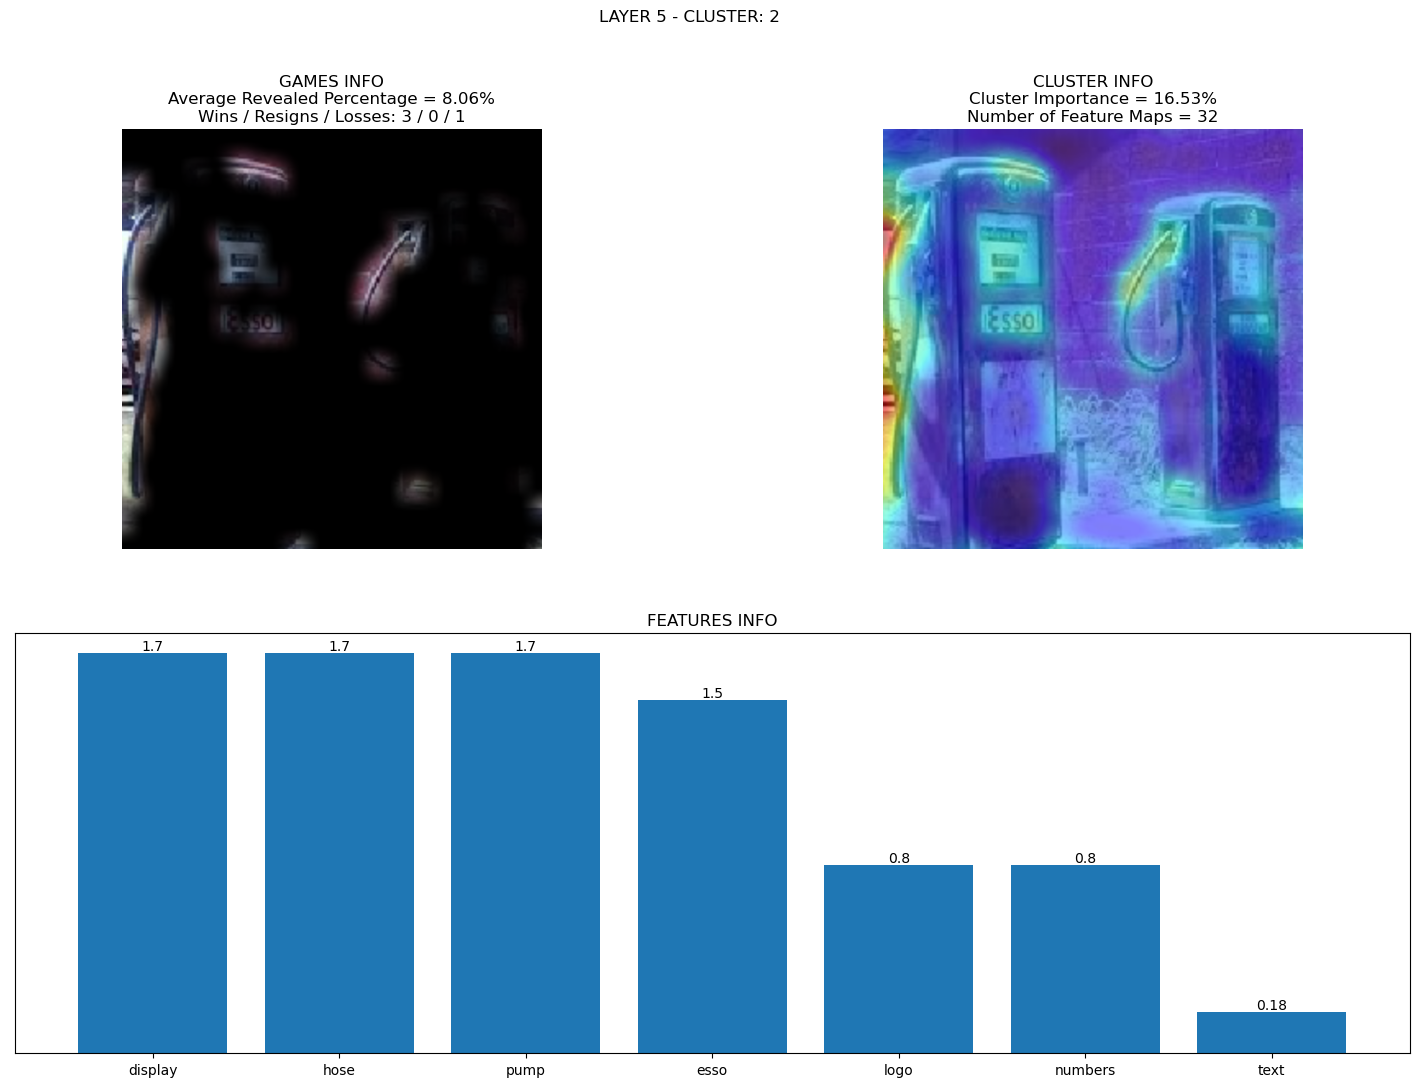 LAYER 5 - CLUSTER: 2
GAMES INFO
Average Revealed Percentage = 8.06%
Wins / Resigns / Losses: 3 / 0 / 1
CLUSTER INFO
Cluster Importance = 16.53%
Number of Feature Maps = 32
ESSO
ESSO
FEATURES INFO
1.7
1.7
1.7
1.5
0.8
0.8
0.18
display
hose
pump
esso
logo
numbers
text